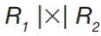 R₁ |×| R₂